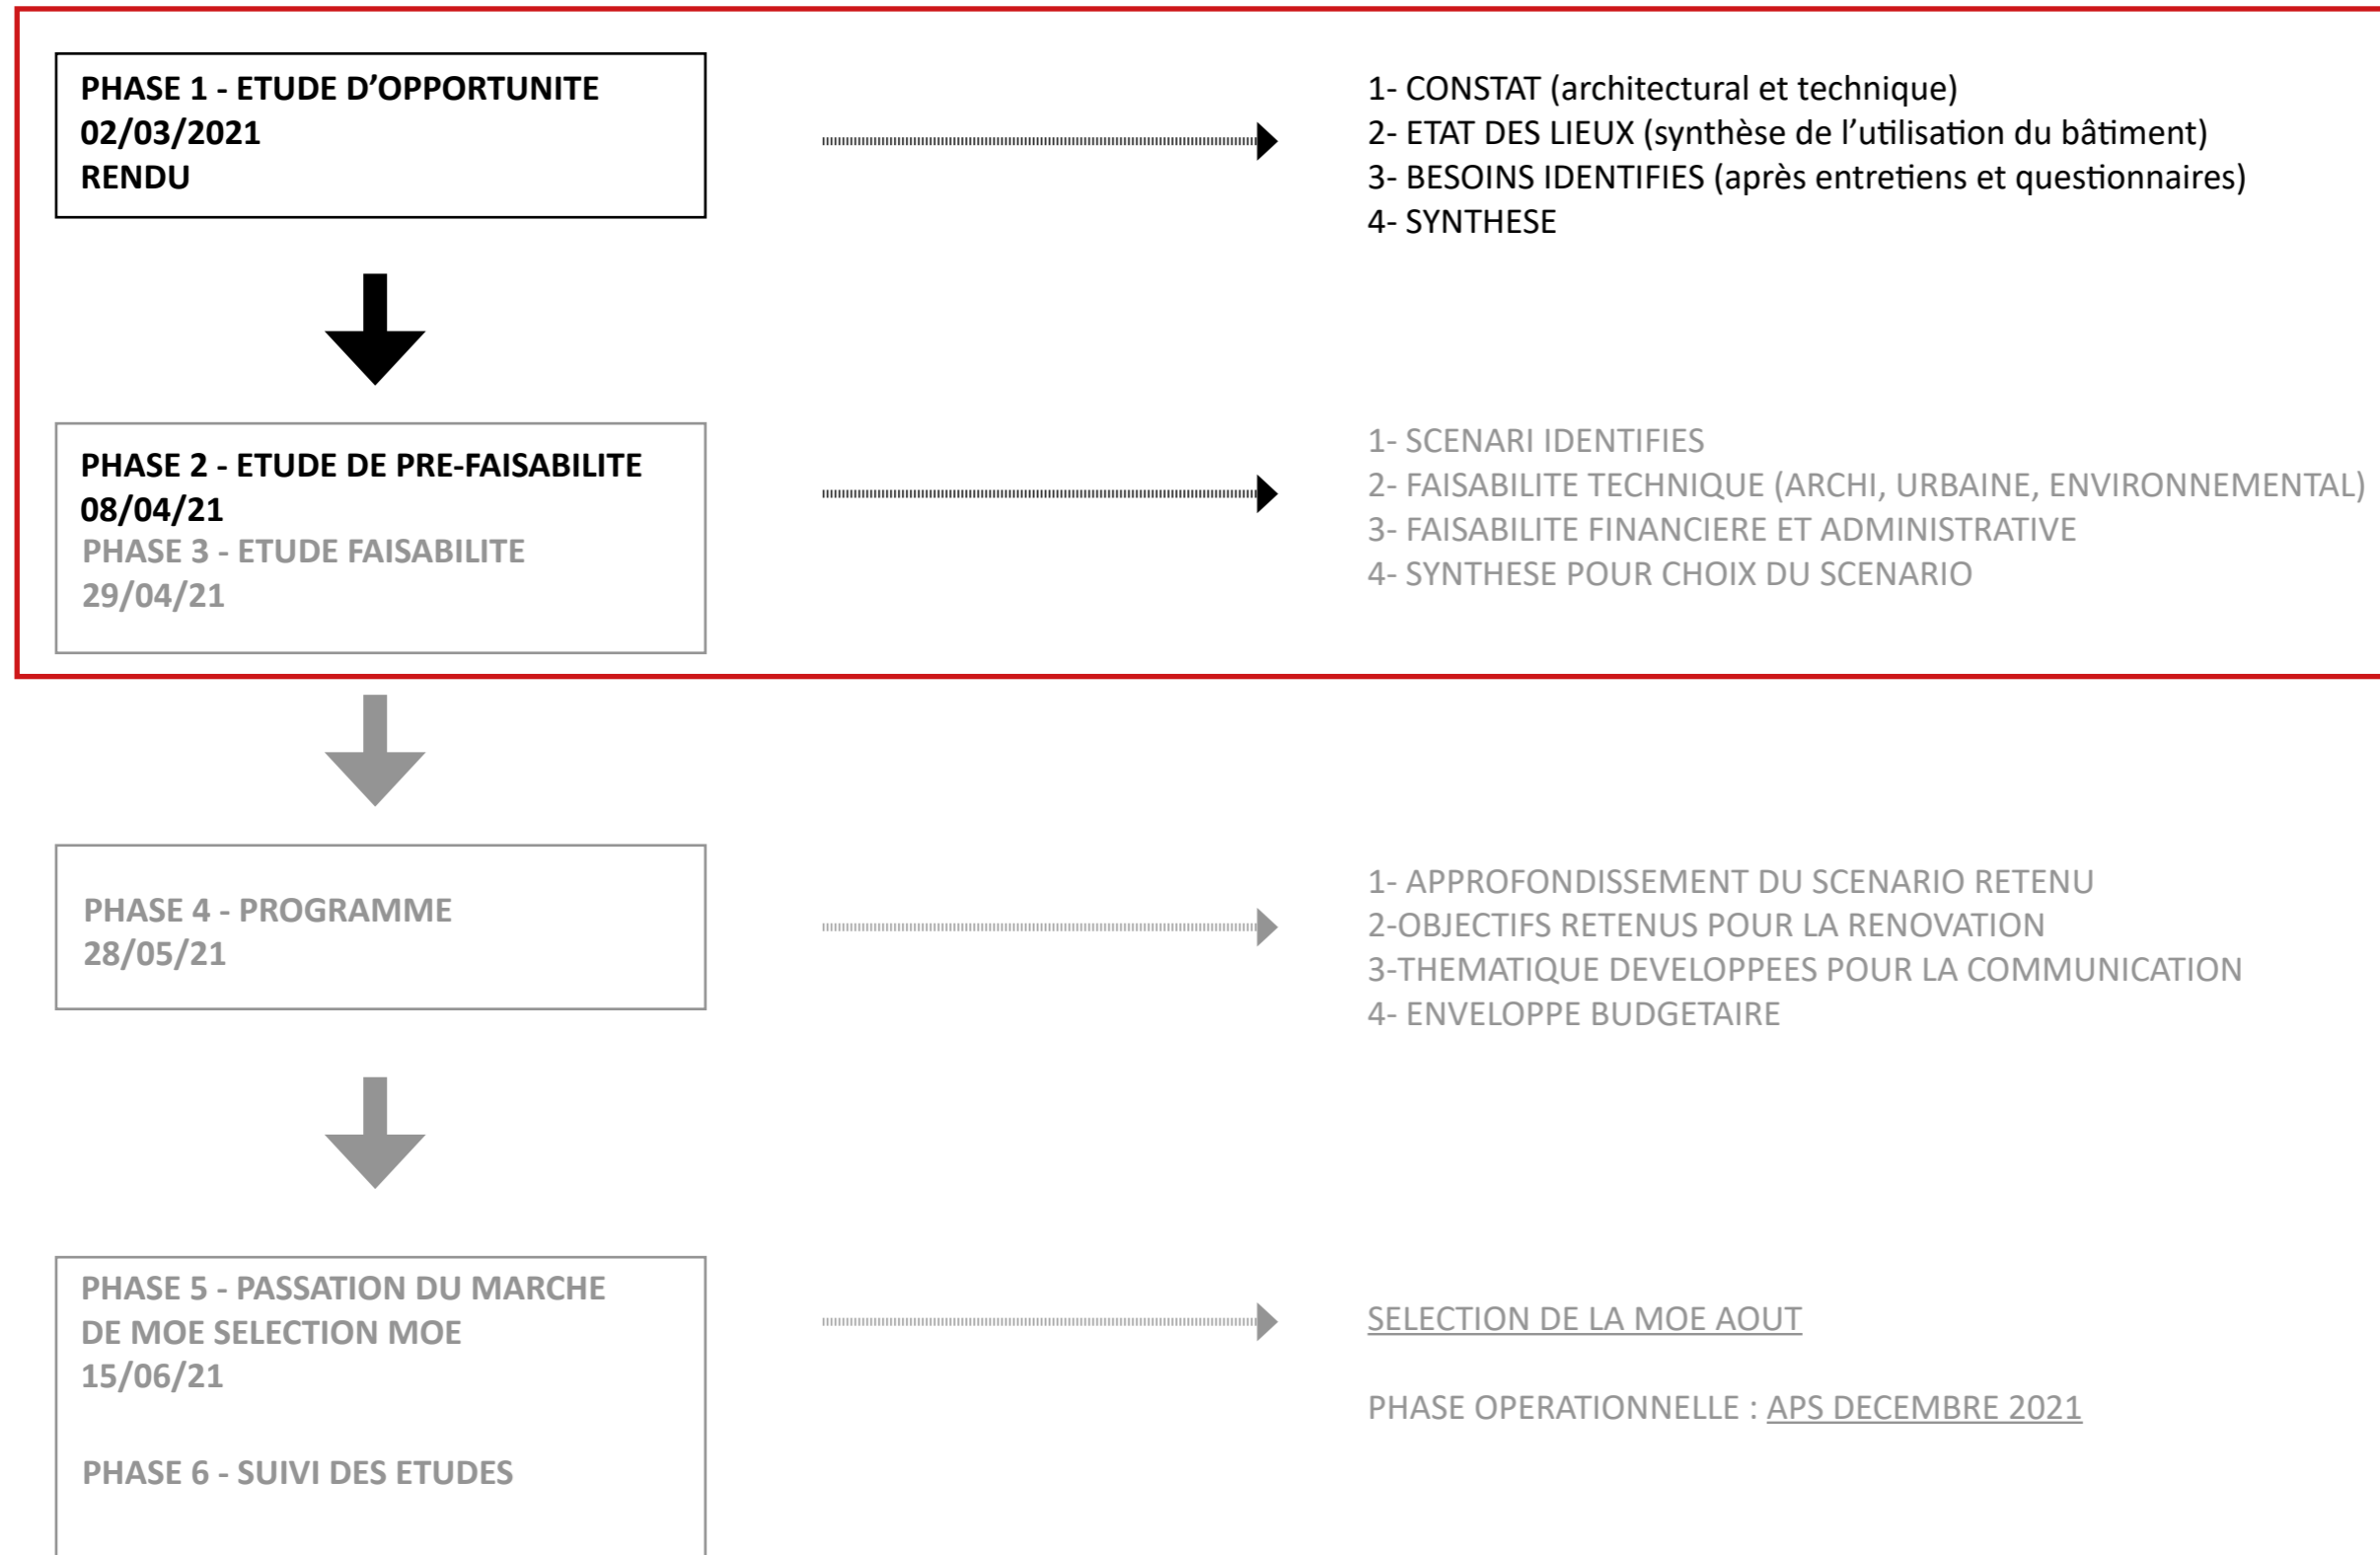 PHASE 1 - ETUDE D’OPPORTUNITE
02/03/2021
RENDU
1- CONSTAT (architectural et technique)
2- ETAT DES LIEUX (synthèse de l’utilisation du bâtiment)
3- BESOINS IDENTIFIES (après entretiens et questionnaires)
4- SYNTHESE
PHASE 2 - ETUDE DE PRE-FAISABILITE
08/04/21
PHASE 3 - ETUDE FAISABILITE
29/04/21
1- SCENARI IDENTIFIES
2- FAISABILITE TECHNIQUE (ARCHI, URBAINE, ENVIRONNEMENTAL)
3- FAISABILITE FINANCIERE ET ADMINISTRATIVE
4- SYNTHESE POUR CHOIX DU SCENARIO
PHASE 4 - PROGRAMME
28/05/21
1- APPROFONDISSEMENT DU SCENARIO RETENU
2-OBJECTIFS RETENUS POUR LA RENOVATION
3-THEMATIQUE DEVELOPPEES POUR LA COMMUNICATION
4- ENVELOPPE BUDGETAIRE
PHASE 5 - PASSATION DU MARCHE
DE MOE SELECTION MOE
15/06/21
PHASE 6 - SUIVI DES ETUDES
SELECTION DE LA MOE AOUT
PHASE OPERATIONNELLE : APS DECEMBRE 2021